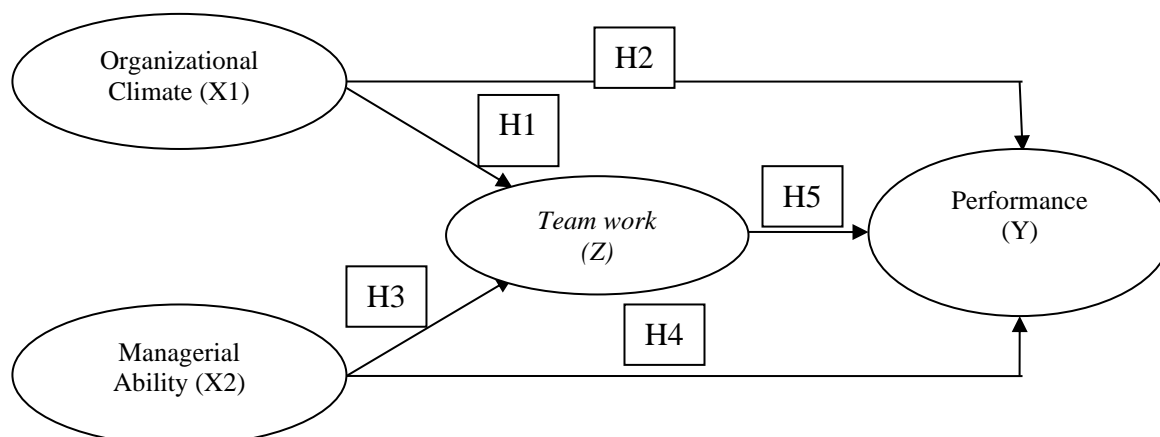 Organizational
Climate (X1)
H2
H1
Team work
(Z)
H5
Performance
(Y)
H3
H4
Managerial
Ability (X2)